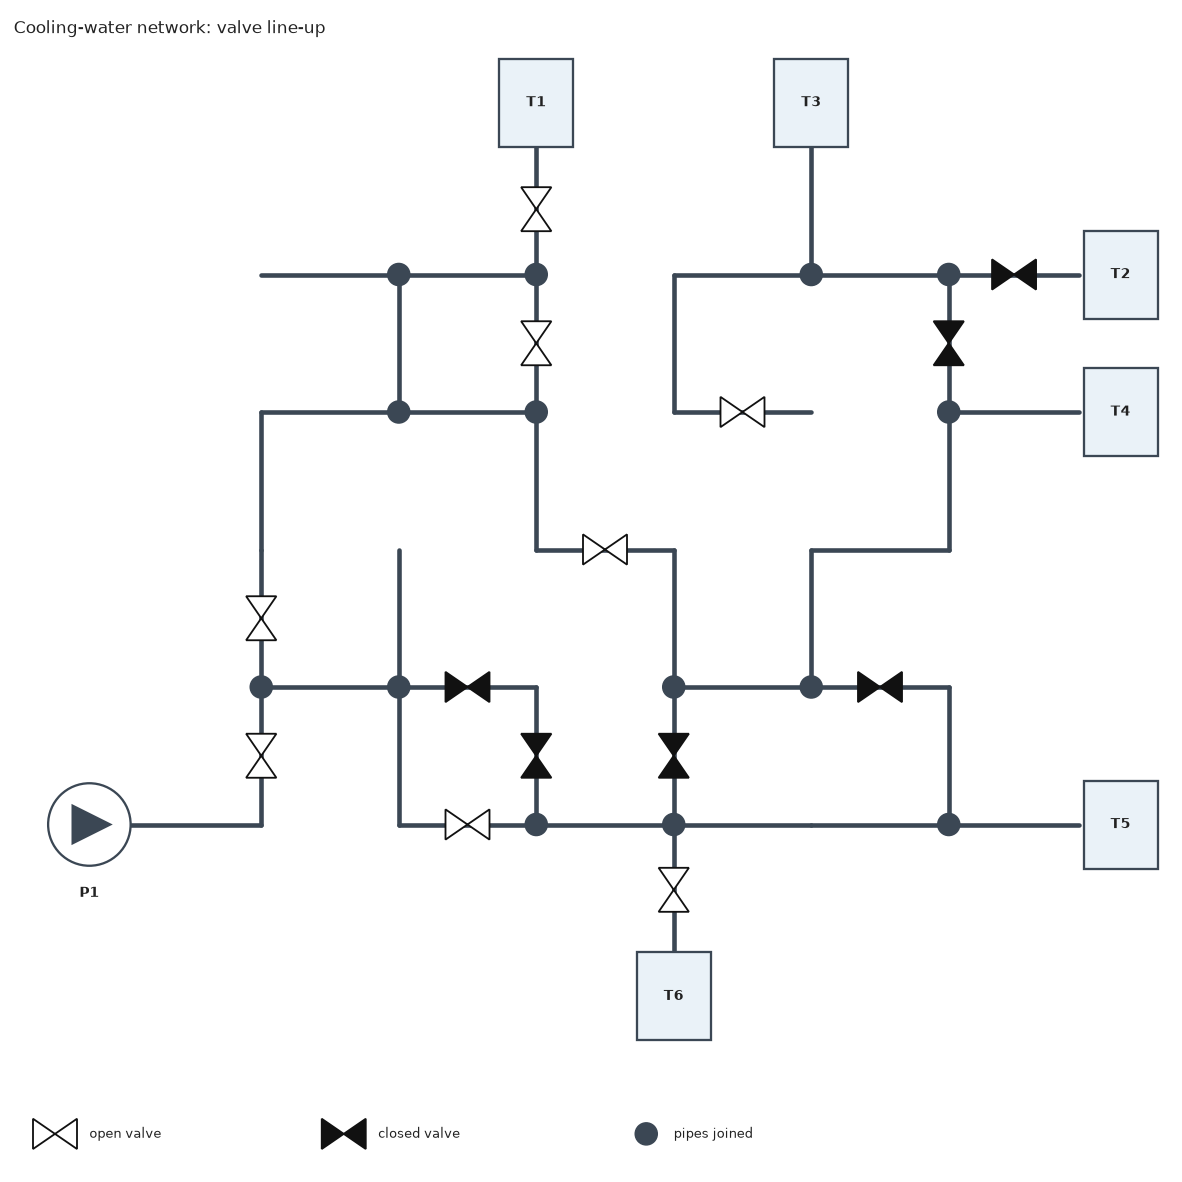 Cooling-water network: valve line-up
T1
T3
T2
T4
P1
T5
T6
open valve
closed valve
pipes joined